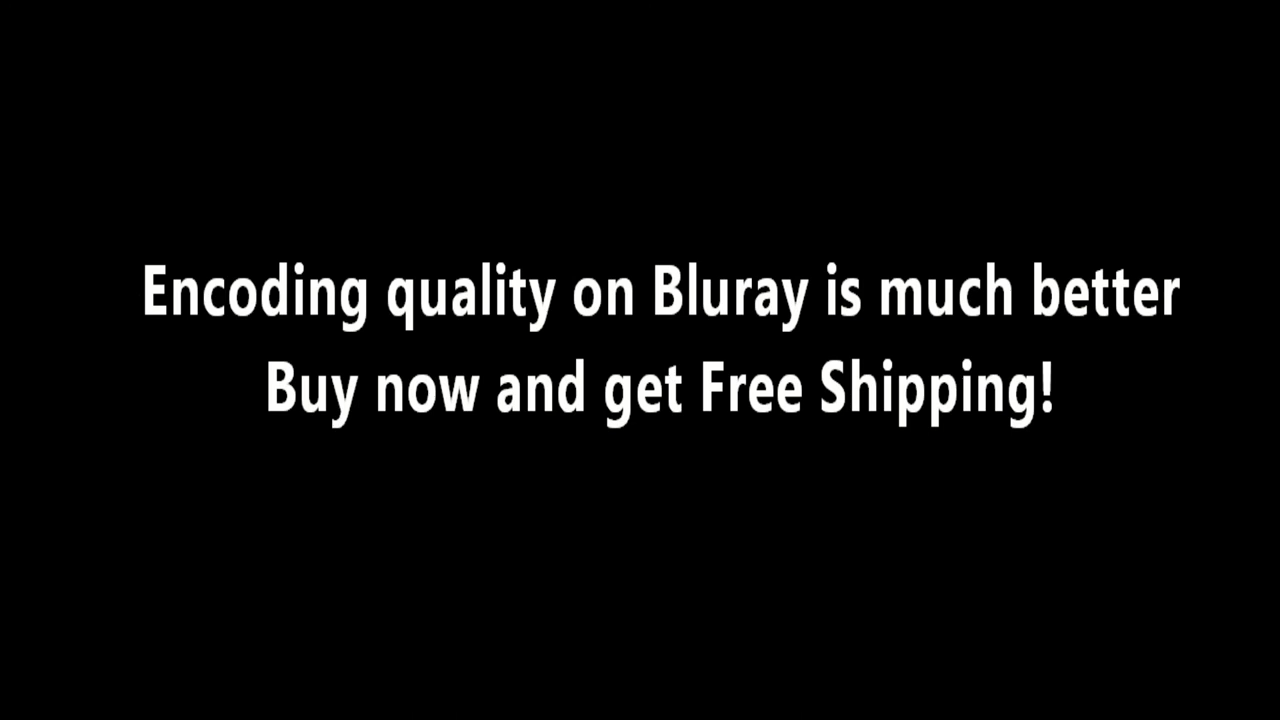 Encoding quality on Bluray is much better
Buy now and get Free Shipping!